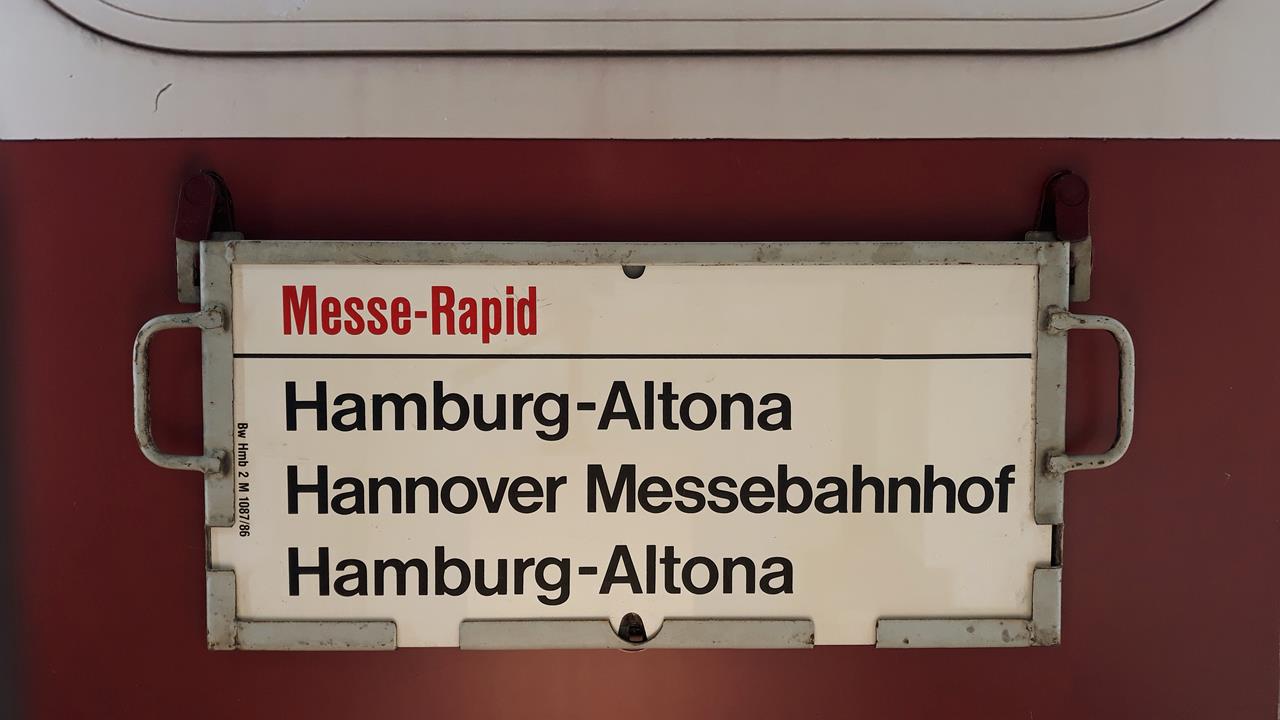 Messe-Rapid
Hamburg-Altona
Hannover Messebahnhof
Hamburg-Altona
Bw Hmb 2 M 1087/86